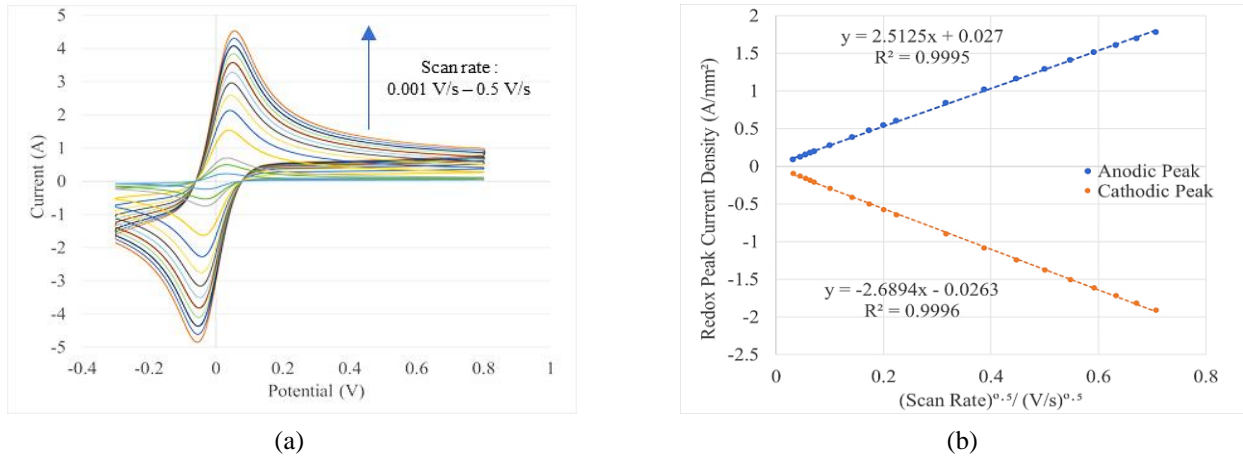 5
4
3
2
1
0
-1
-2
-3
-4
-5
Current (A)
Scan rate :
0.001 V/s – 0.5 V/s
-0.4
-0.2
0
0.2
0.4
0.6
0.8
1
Potential (V)
(a)
2
1.5
1
0.5
0
-0.5
-1
-1.5
-2
-2.5
Redox Peak Current Density (A/mm²)
y = 2.5125x + 0.027
R² = 0.9995
Anodic Peak
Cathodic Peak
y = -2.6894x - 0.0263
R² = 0.9996
0
0.2
0.4
0.6
0.8
(Scan Rate)⁰·⁵/ (V/s)⁰·⁵
(b)